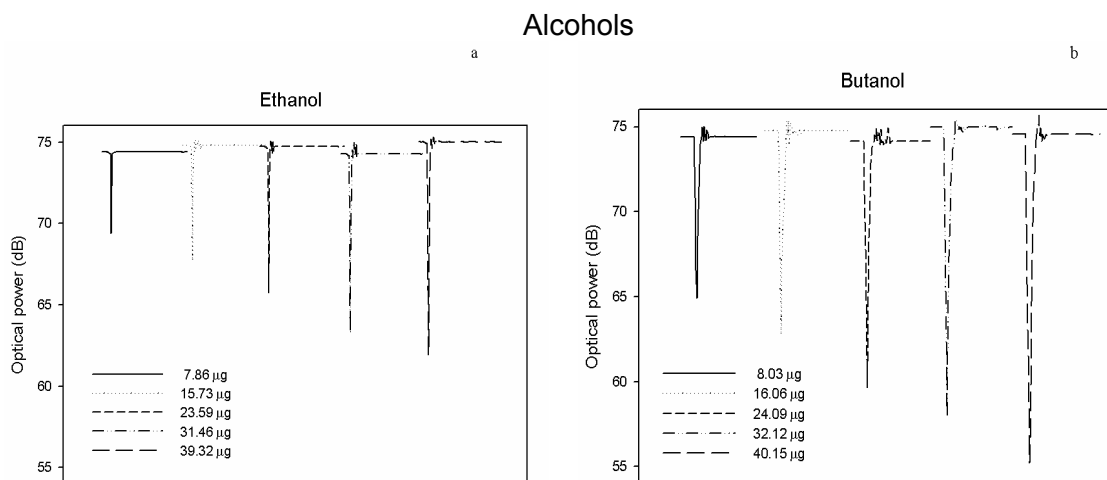 Alcohols
a
Ethanol
Optical power (dB)
75
70
65
60
55
7.86 µg
15.73 µg
23.59 µg
31.46 µg
39.32 µg
b
Butanol
Optical power (dB)
75
70
65
60
55
8.03 µg
16.06 µg
24.09 µg
32.12 µg
40.15 µg